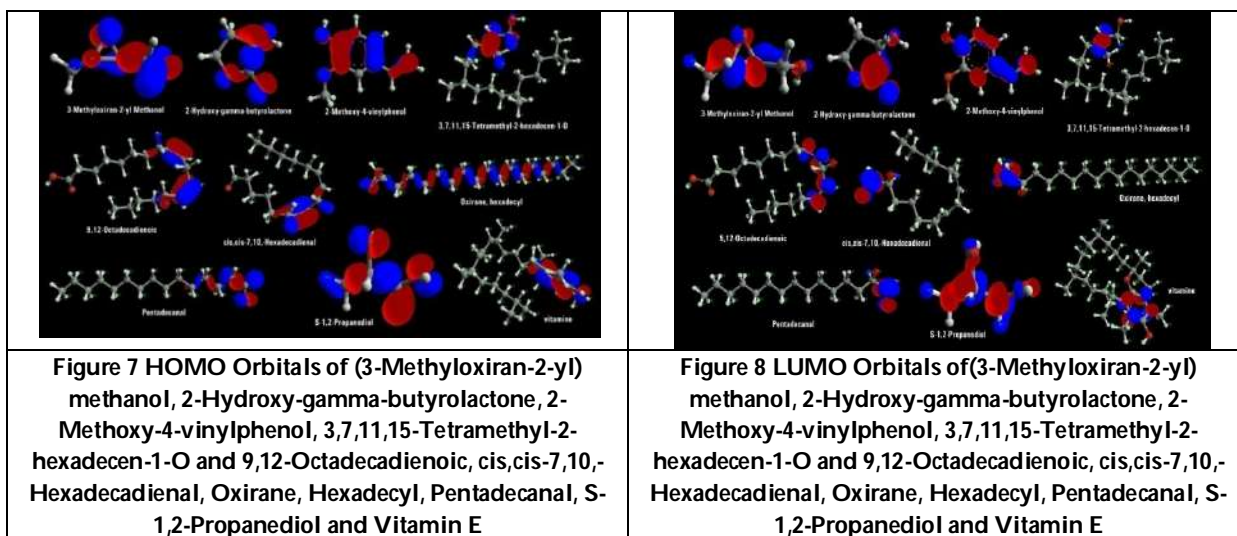 3-Methyloxiran-2-yl Methanol
2-Hydroxy-gamma-butyrolactone
2-Methoxy-4-vinylphenol
3,7,11,15-Tetramethyl-2-hexadecen-1-O
9,12-Octadecadienoic
cis,cis-7,10,-Hexadecadienal
Oxirane, hexadecyl
Pentadecanal
S-1,2-Propanediol
vitamine
Figure 7 HOMO Orbitals of (3-Methyloxiran-2-yl)
methanol, 2-Hydroxy-gamma-butyrolactone, 2-
Methoxy-4-vinylphenol, 3,7,11,15-Tetramethyl-2-
hexadecen-1-O and 9,12-Octadecadienoic, cis,cis-7,10,-
Hexadecadienal, Oxirane, Hexadecyl, Pentadecanal, S-
1,2-Propanediol and Vitamin E
3-Methyloxiran-2-yl Methanol
2-Hydroxy-gamma-butyrolactone
2-Methoxy-4-vinylphenol
3,7,11,15-Tetramethyl-2-hexadecen-1-O
9,12-Octadecadienoic
cis,cis-7,10,-Hexadecadienal
Oxirane, hexadecyl
Pentadecanal
S-1,2-Propanediol
vitamine
Figure 8 LUMO Orbitals of(3-Methyloxiran-2-yl)
methanol, 2-Hydroxy-gamma-butyrolactone, 2-
Methoxy-4-vinylphenol, 3,7,11,15-Tetramethyl-2-
hexadecen-1-O and 9,12-Octadecadienoic, cis,cis-7,10,-
Hexadecadienal, Oxirane, Hexadecyl, Pentadecanal, S-
1,2-Propanediol and Vitamin E